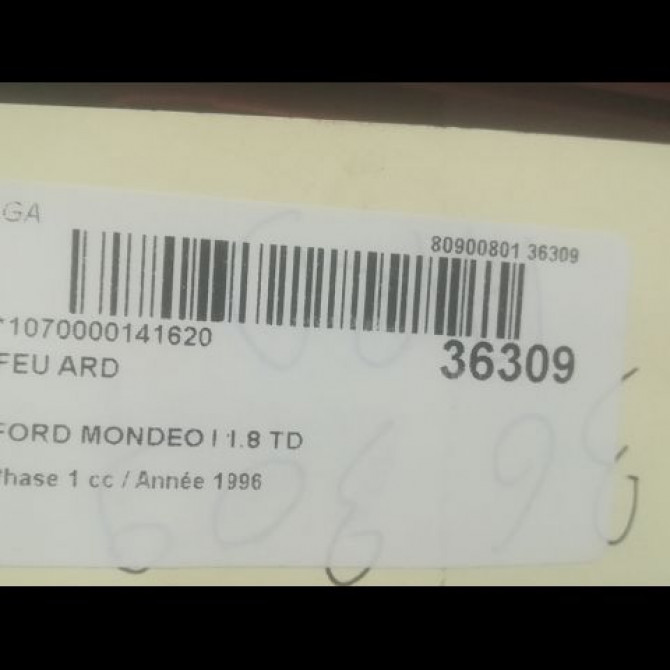 GA
80900801 36309
*1070000141620
36309
FEU ARD
FORD MONDEO I 1.8 TD
Phase 1 cc / Année 1996